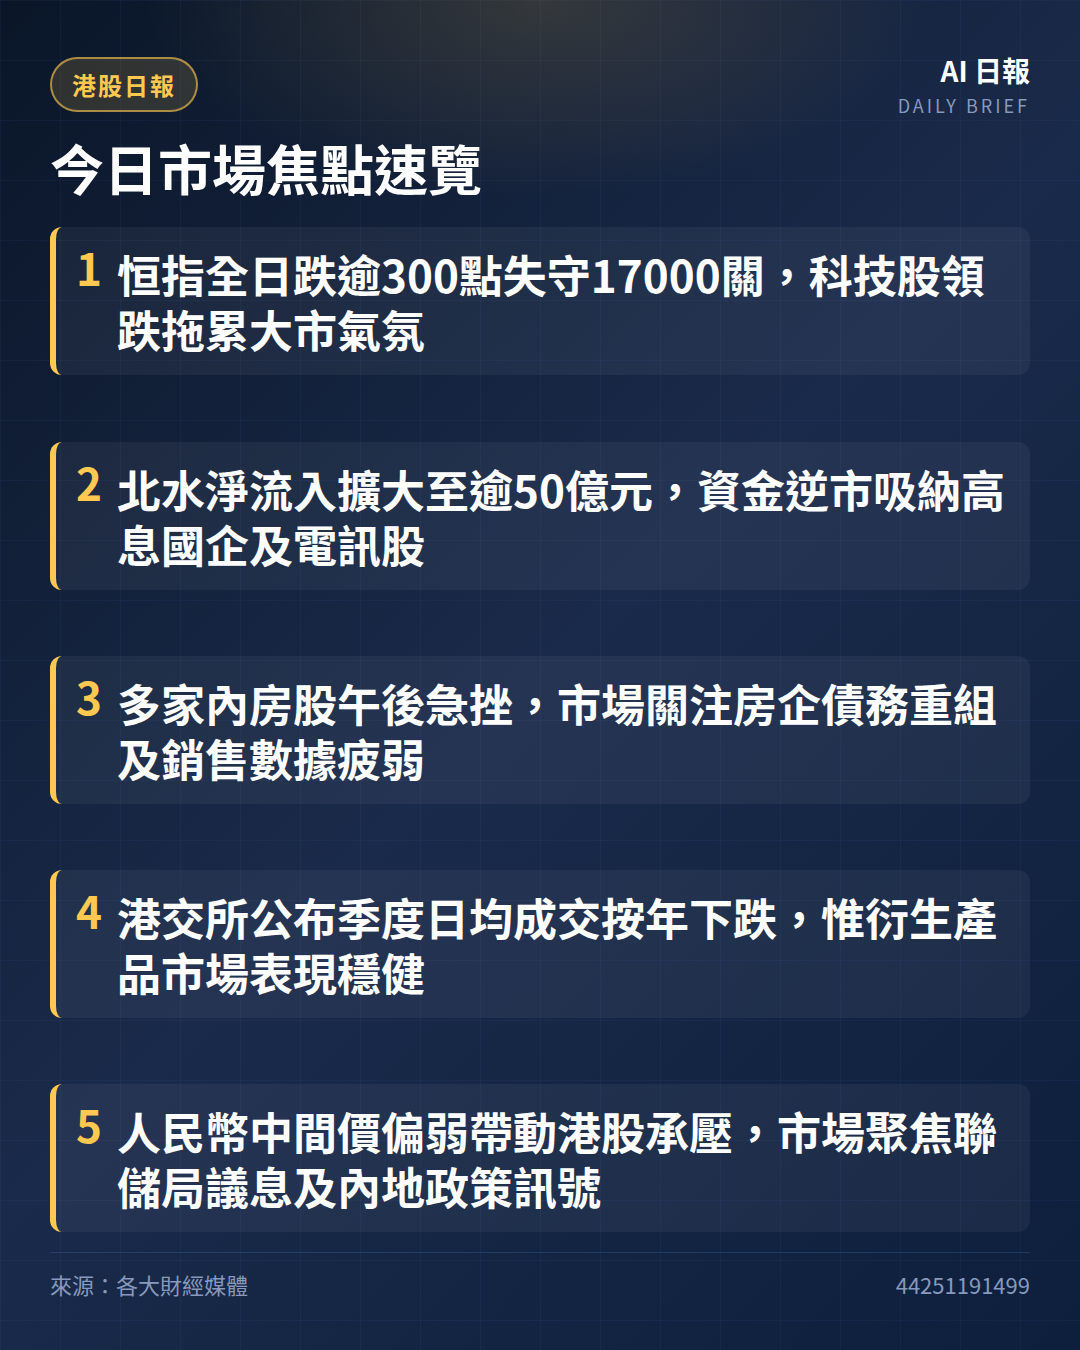 港股日報
AI 日報
DAILY BRIEF
今日市場焦點速覽
1
恒指全日跌逾300點失守17000關，科技股領
跌拖累大市氣氛
2
北水淨流入擴大至逾50億元，資金逆市吸納高
息國企及電訊股
3
多家內房股午後急挫，市場關注房企債務重組
及銷售數據疲弱
4
港交所公布季度日均成交按年下跌，惟衍生產
品市場表現穩健
5
人民幣中間價偏弱帶動港股承壓，市場聚焦聯
儲局議息及內地政策訊號
來源：各大財經媒體
44251191499